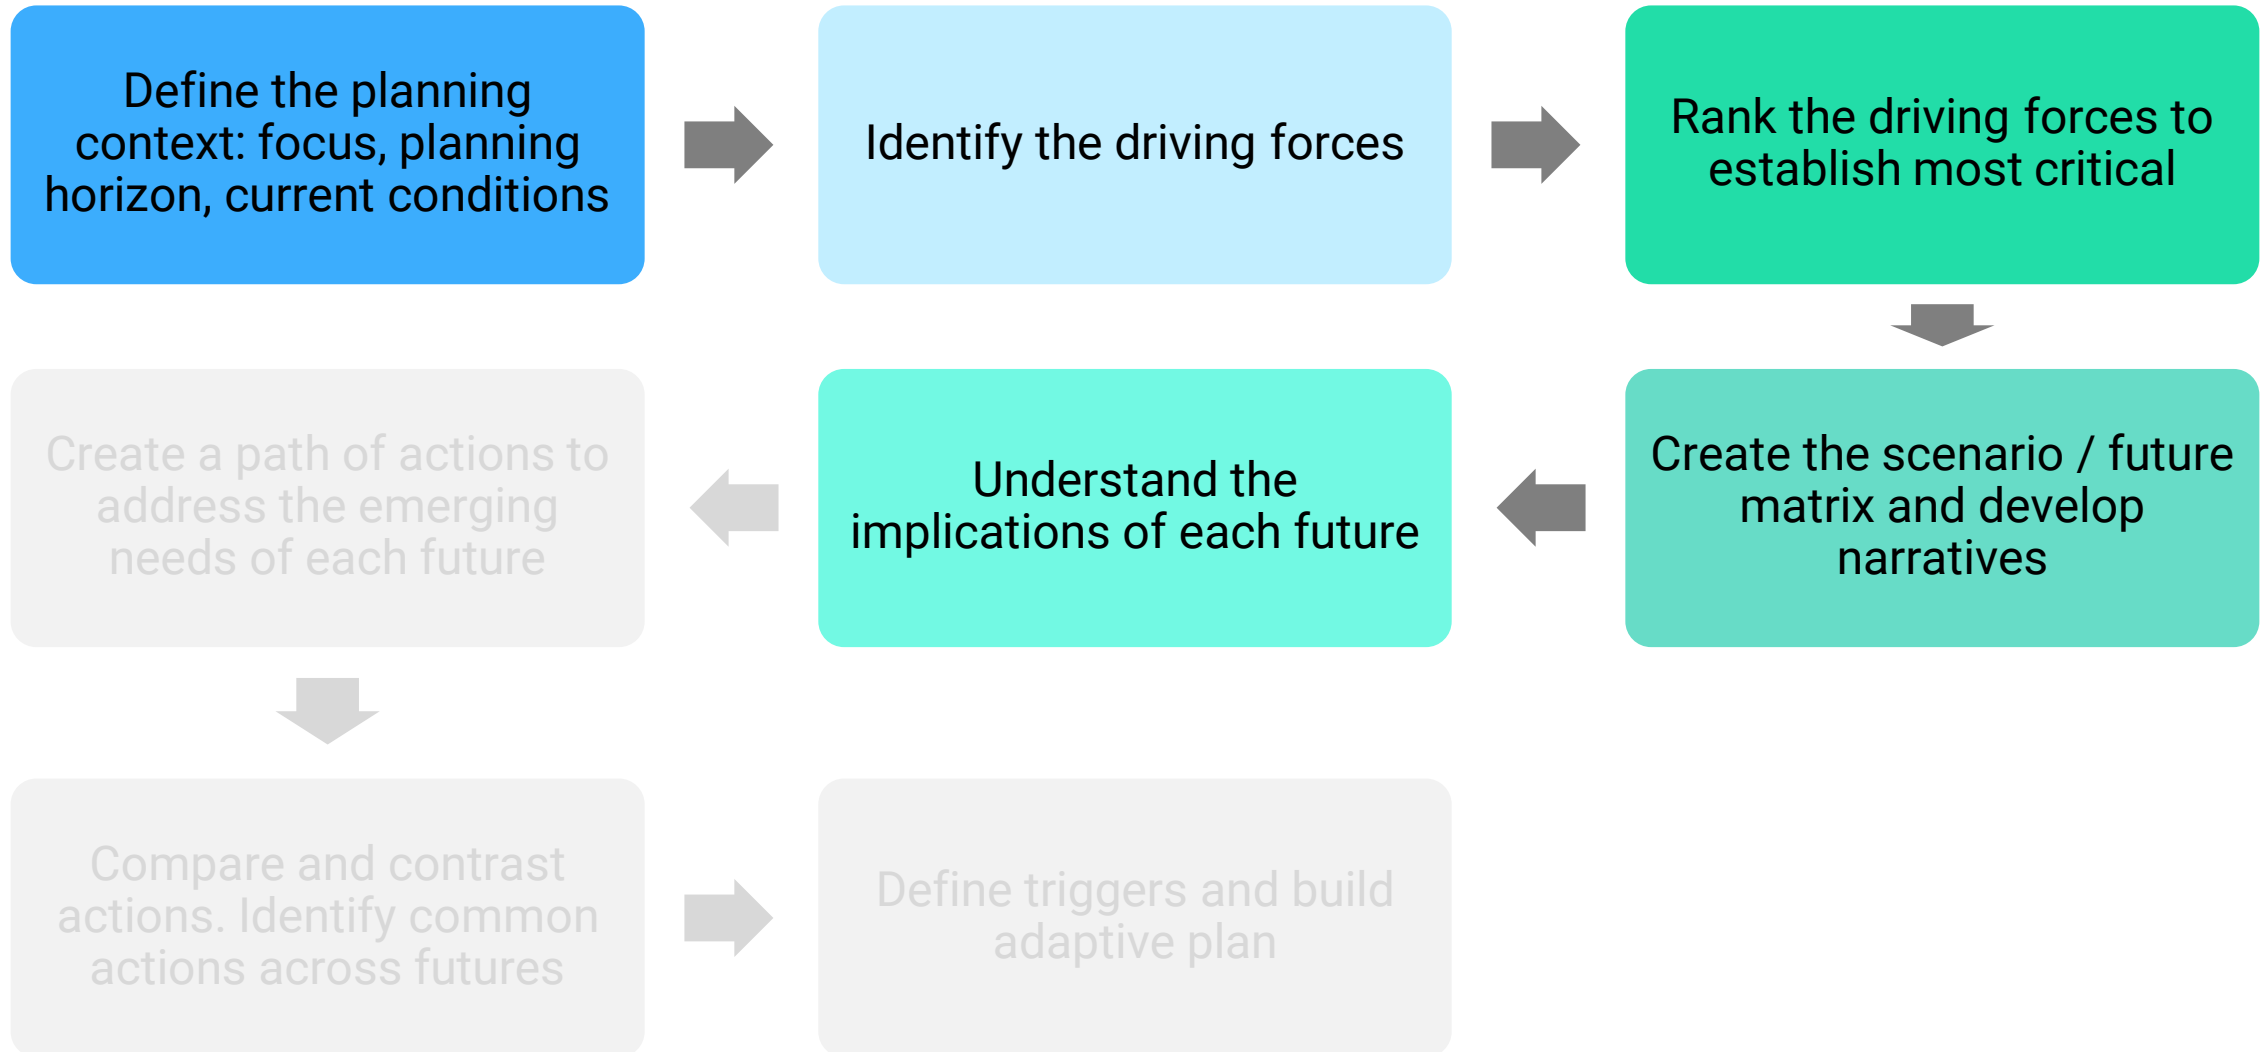 Define the planning
context: focus, planning
horizon, current conditions
Identify the driving forces
Rank the driving forces to
establish most critical
Create the scenario / future
matrix and develop
narratives
Understand the
implications of each future
Create a path of actions to
address the emerging
needs of each future
Compare and contrast
actions. Identify common
actions across futures
Define triggers and build
adaptive plan